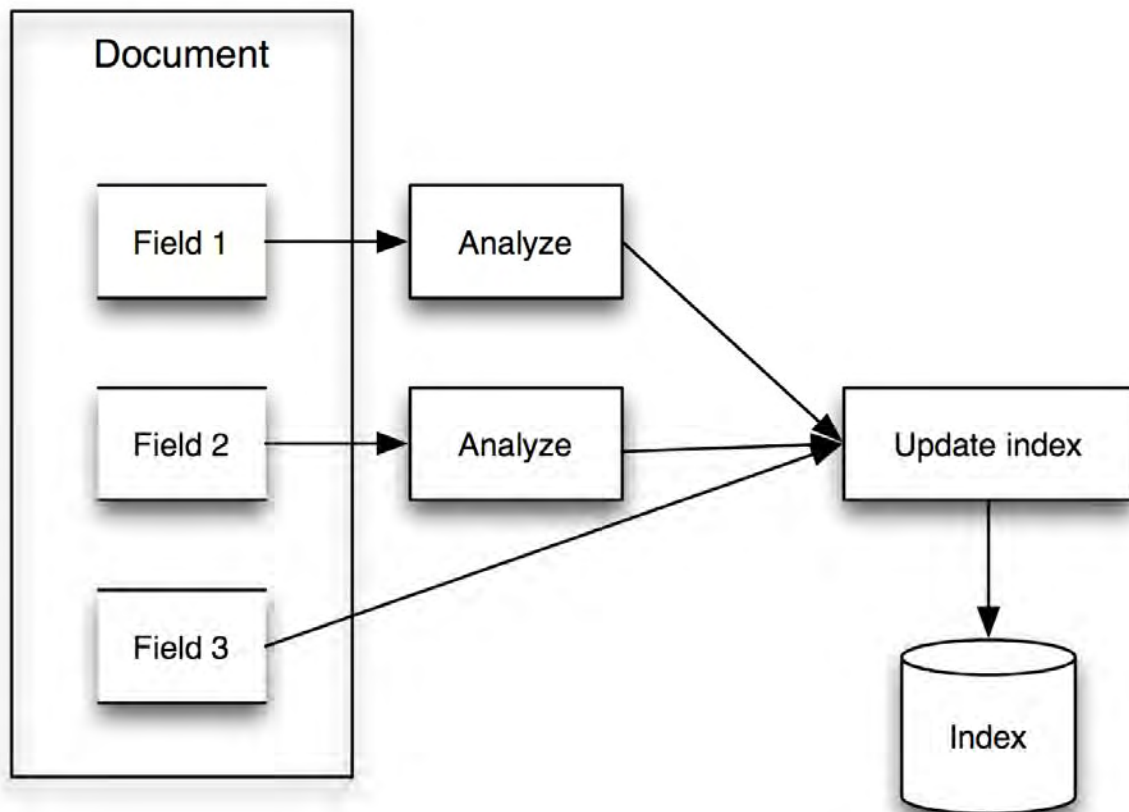 Document
Field 1
Analyze
Field 2
Analyze
Update index
Field 3
Index